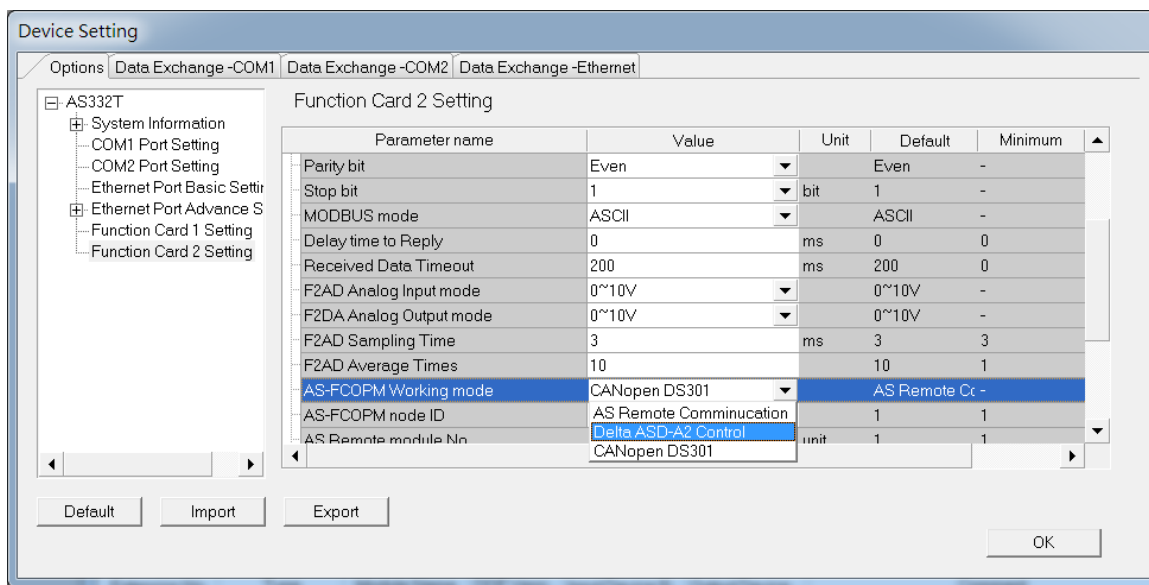 Device Setting
Options Data Exchange -COM1 Data Exchange -COM2 Data Exchange -Ethernet
AS332T
System Information
COM1 Port Setting
COM2 Port Setting
Ethernet Port Basic Settir
Ethernet Port Advance S
Function Card 1 Setting
Function Card 2 Setting
Function Card 2 Setting
Parameter name Value Unit Default Minimum
Parity bit Even Even -
Stop bit 1 bit 1 -
MODBUS mode ASCII ASCII -
Delay time to Reply 0 ms 0 0
Received Data Timeout 200 ms 200 0
F2AD Analog Input mode 0~10V 0~10V -
F2DA Analog Output mode 0~10V 0~10V -
F2AD Sampling Time 3 ms 3 3
F2AD Average Times 10 10 1
AS-FCOPM Working mode CANopen DS301 AS Remote Cc -
AS-FCOPM node ID 1 1
AS Remote module No unit 1 1
AS Remote Comminucation
Delta ASD-A2 Control
CANopen DS301
Default Import Export
OK